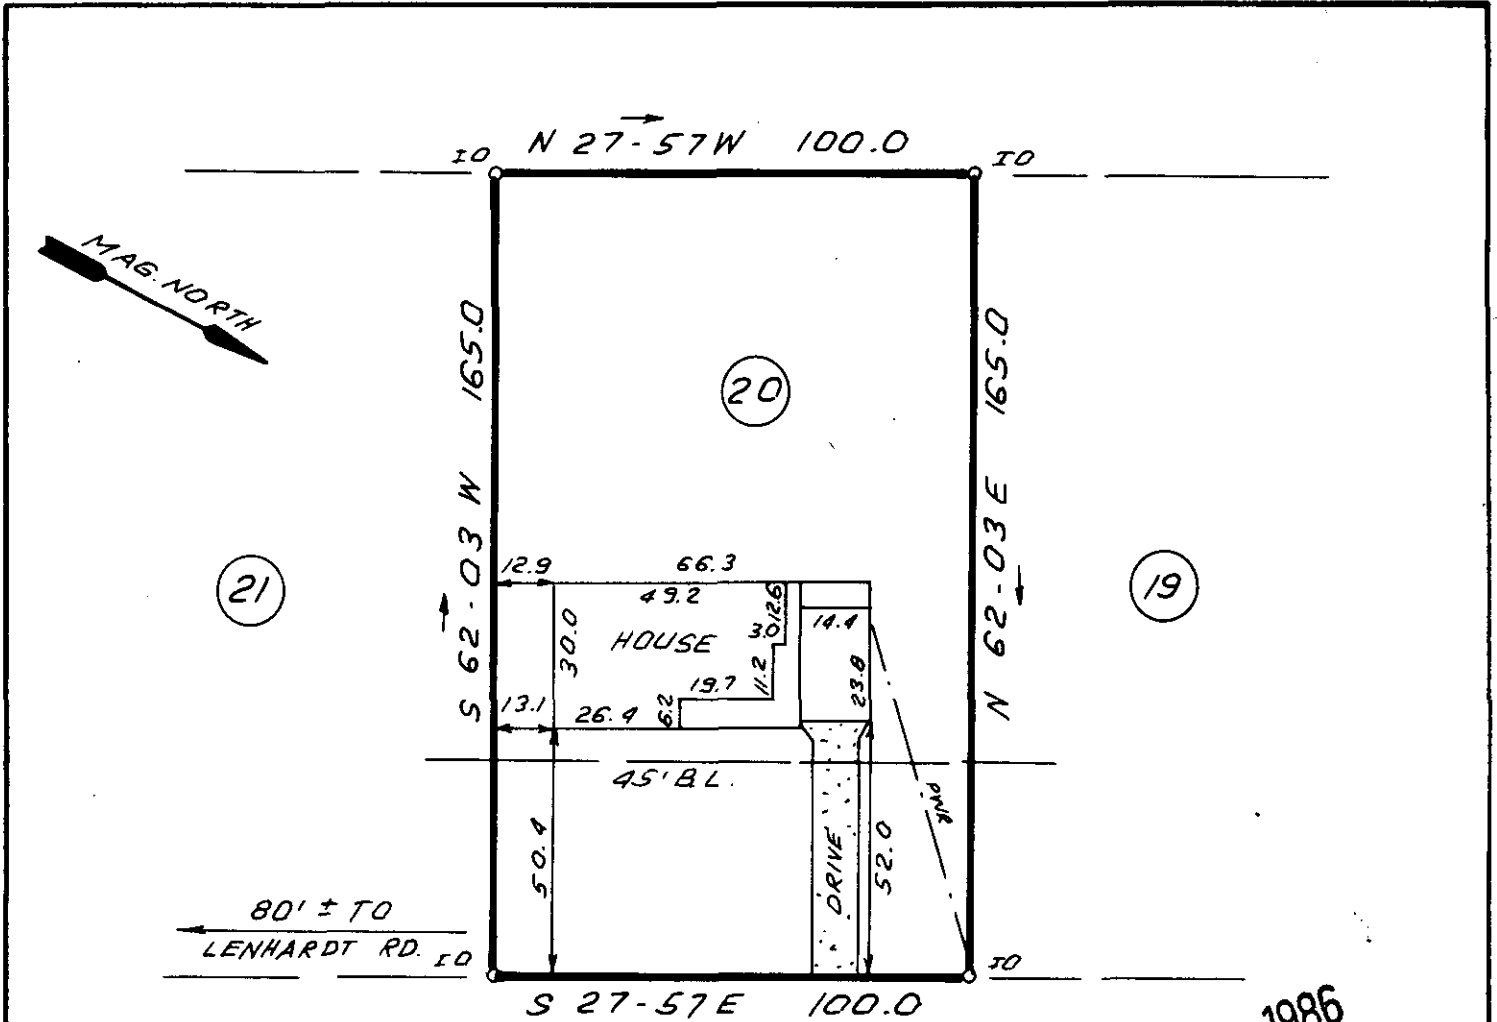 N 27-57W 100.0
IO
IO
MAG. NORTH
165.0
165.0
20
S 62-03 W
N 62-03 E
12.9
66.3
49.2
12.6
21
HOUSE
3.0
14.4
19
30.0
11.2
23.8
19.7
13.1
26.4
6.2
45' B.L.
PWR
50.4
DRIVE
52.0
80' ± TO
LENHARDT RD.
IO
IO
S 27-57 E 100.0
1986